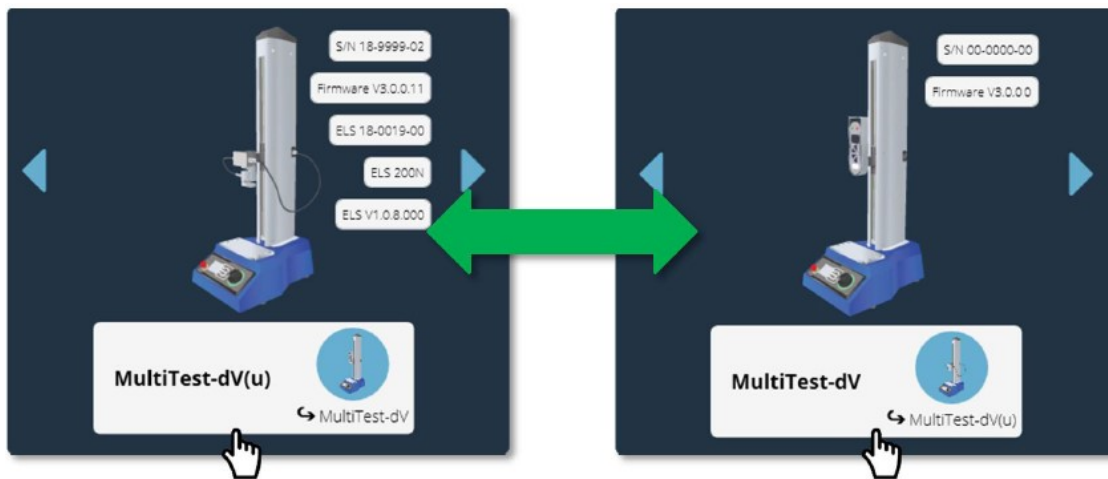 S/N 18-9999-02
Firmware V3.0.0.11
ELS 18-0019-00
ELS 200N
ELS V1.0.8.000
MultiTest-dV(u)
MultiTest-dV
S/N 00-0000-00
Firmware V3.0.0.0
MultiTest-dV
MultiTest-dV(u)